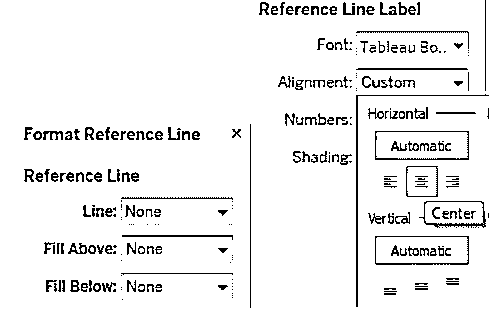 Reference Line Label
Font: Tableau Bo..
Alignment: Custom
Numbers:
Shading:
Horizontal
Automatic
Center
Vertical
Automatic
Format Reference Line ×
Reference Line
Line: None
Fill Above: None
Fill Below: None